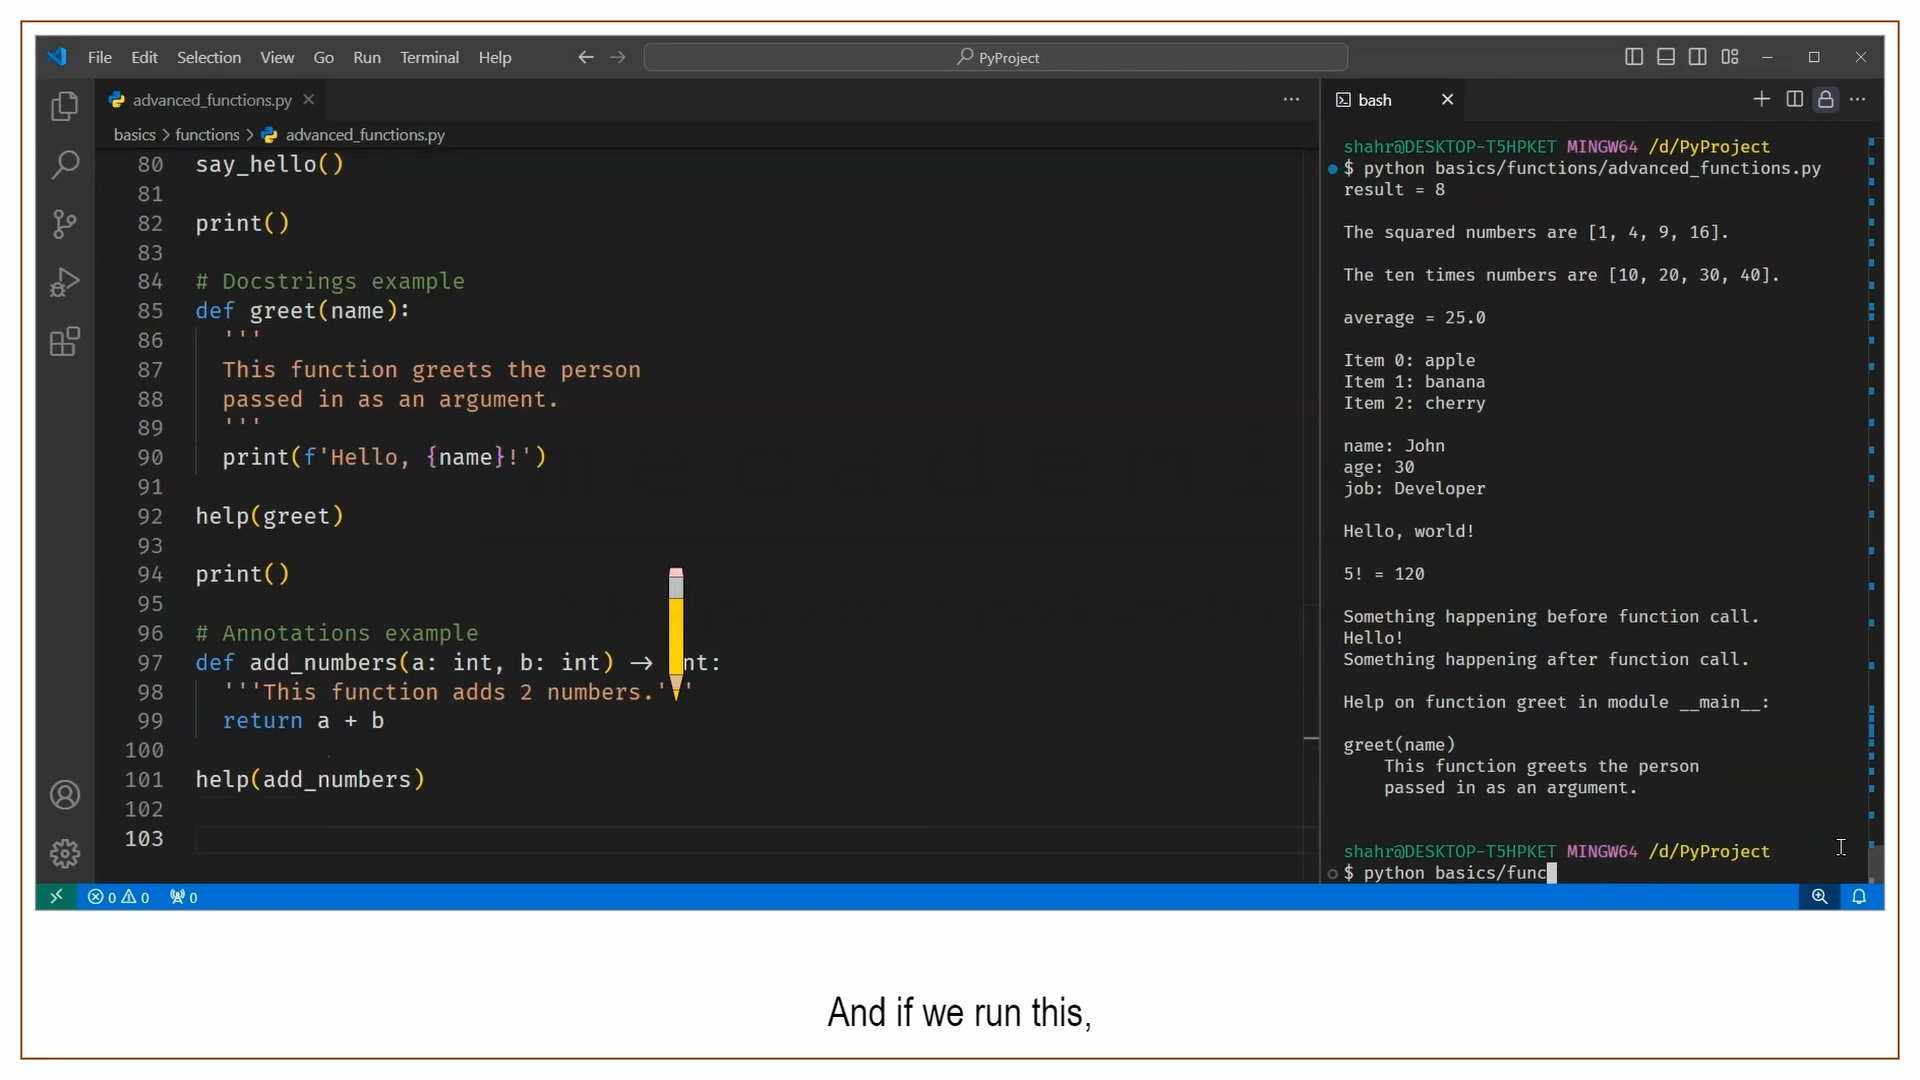 File Edit Selection View Go Run Terminal Help
PyProject
advanced_functions.py
basics > functions > advanced_functions.py
80 say_hello()
81
82 print()
83
84 # Docstrings example
85 def greet(name):
86 '''
87 This function greets the person
88 passed in as an argument.
89 '''
90 print(f'Hello, {name}!')
91
92 help(greet)
93
94 print()
95
96 # Annotations example
97 def add_numbers(a: int, b: int) → int:
98 '''This function adds 2 numbers.'''
99 return a + b
100
101 help(add_numbers)
102
103
bash
shahr@DESKTOP-T5HPKET MINGW64 /d/PyProject
$ python basics/functions/advanced_functions.py
result = 8
The squared numbers are [1, 4, 9, 16].
The ten times numbers are [10, 20, 30, 40].
average = 25.0
Item 0: apple
Item 1: banana
Item 2: cherry
name: John
age: 30
job: Developer
Hello, world!
5! = 120
Something happening before function call.
Hello!
Something happening after function call.
Help on function greet in module __main__:
greet(name)
This function greets the person
passed in as an argument.
shahr@DESKTOP-T5HPKET MINGW64 /d/PyProject
$ python basics/func
0 0 0
And if we run this,